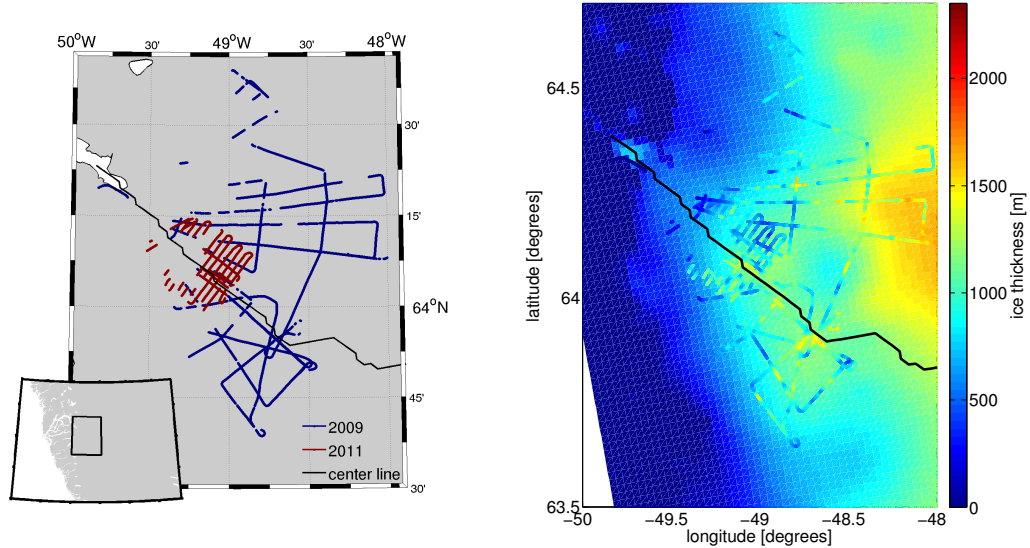 50°W 30' 49°W 30' 48°W
30'
15'
64°N
45'
30'
2009
2011
center line
64.5
64
63.5
latitude [degrees]
−50 −49.5 −49 −48.5 −48
longitude [degrees]
2000
1500
1000
500
0
ice thickness [m]